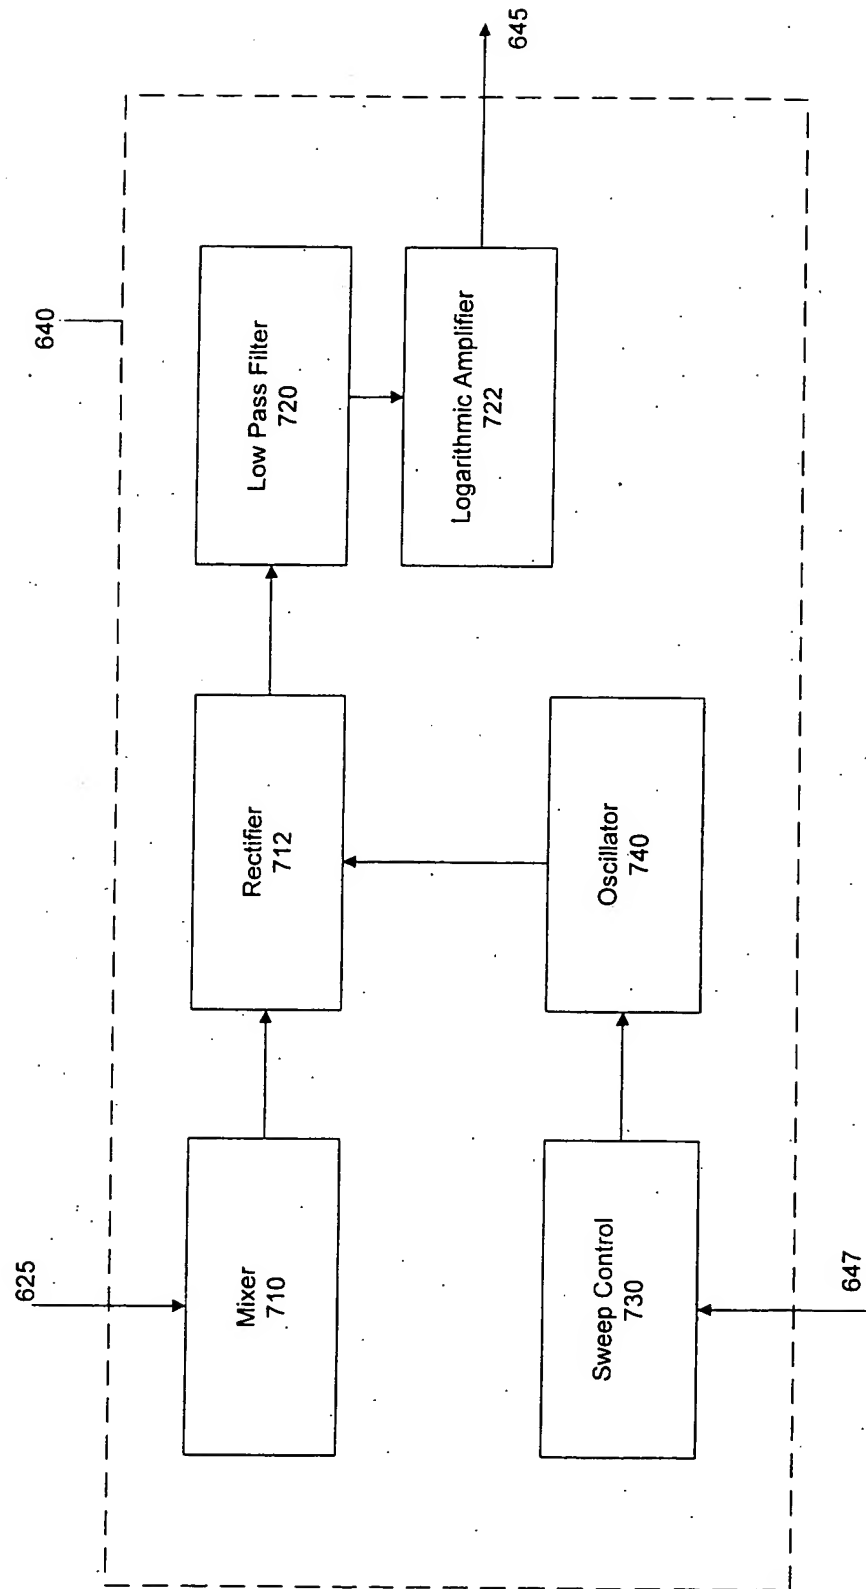 640
625
Mixer
710
Rectifier
712
Low Pass Filter
720
Logarithmic Amplifier
722
645
Sweep Control
730
Oscillator
740
647